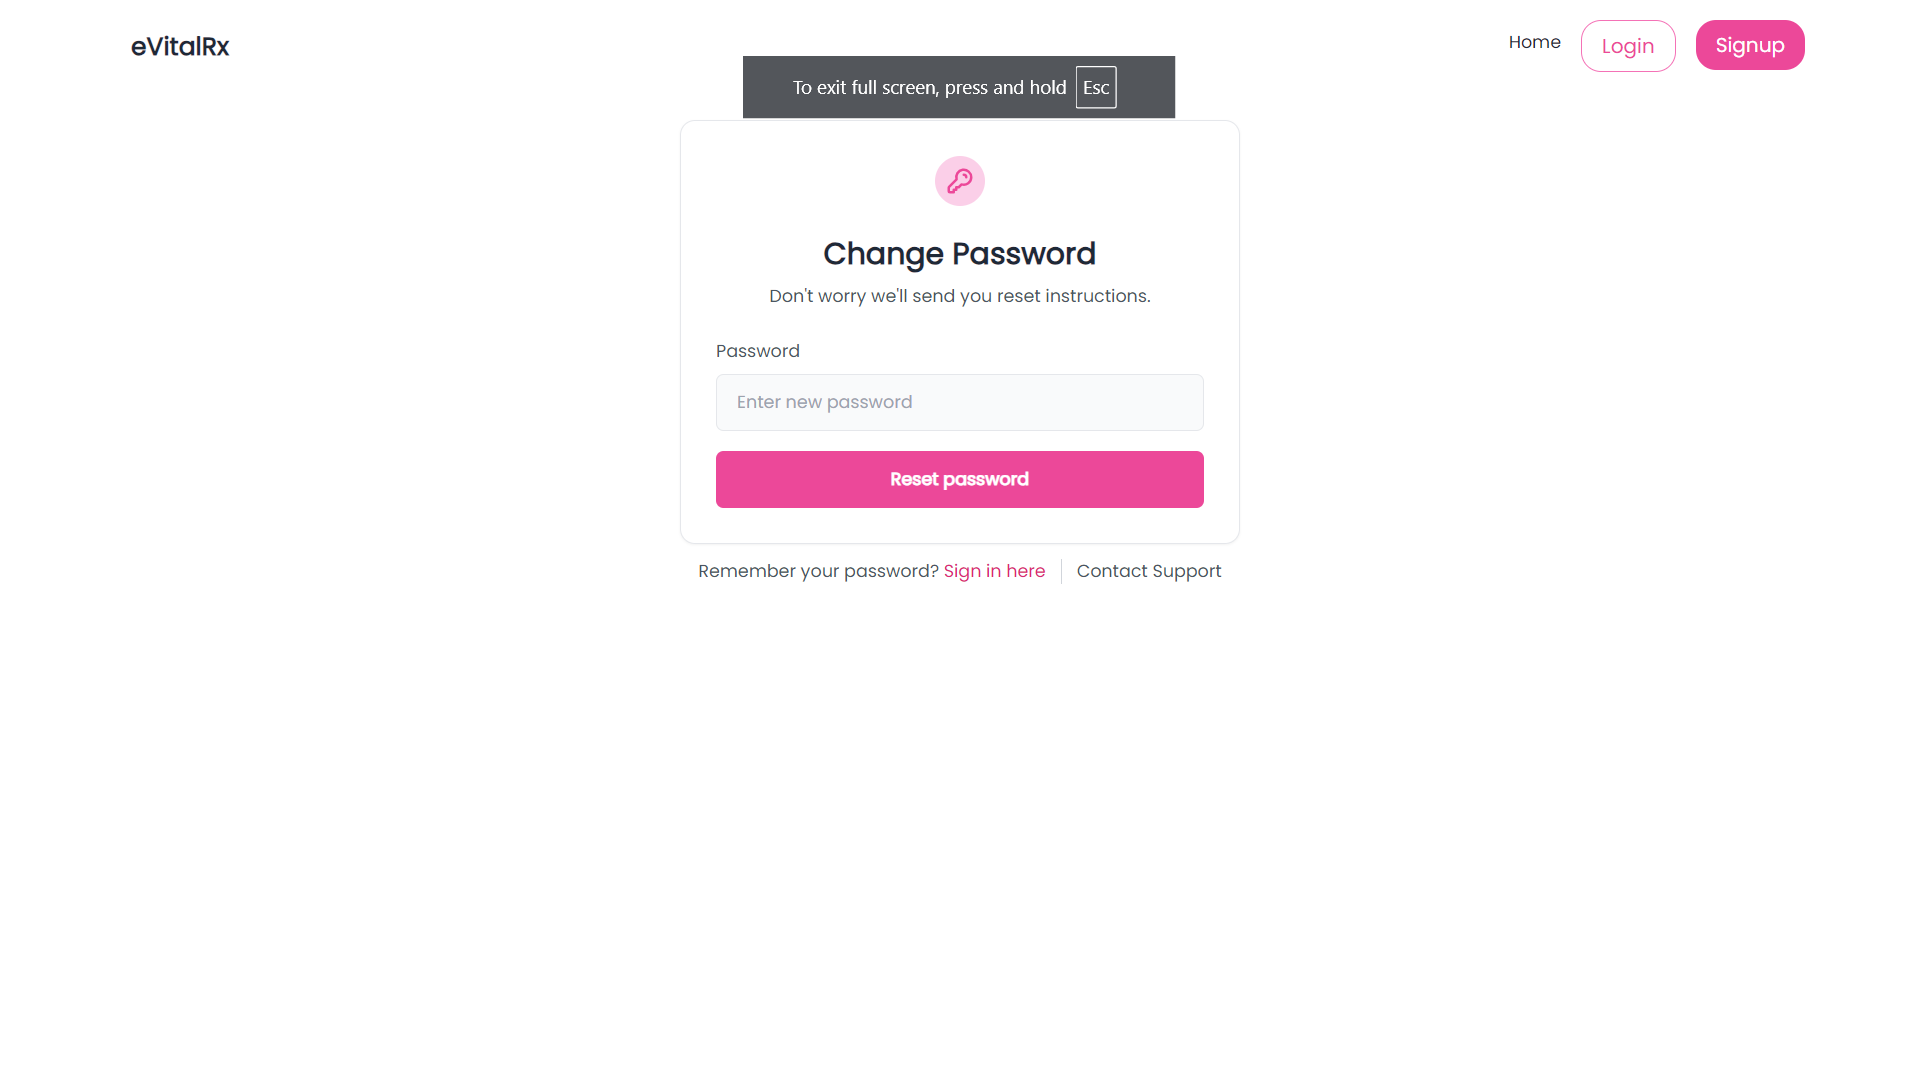 eVitalRx
Home
Login
Signup
To exit full screen, press and hold Esc
Change Password
Don't worry we'll send you reset instructions.
Password
Enter new password
Reset password
Remember your password? Sign in here
Contact Support